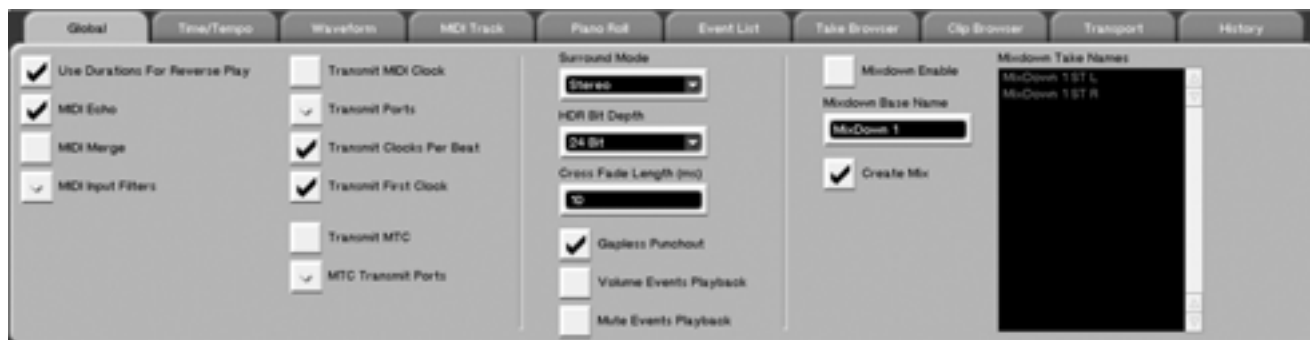 Global
Time/Tempo
Waveform
MIDI Track
Piano Roll
Event List
Take Browser
Clip Browser
Transport
History
Use Durations For Reverse Play
MIDI Echo
MIDI Merge
MIDI Input Filters
Transmit MIDI Clock
Transmit Ports
Transmit Clocks Per Beat
Transmit First Clock
Transmit MTC
MTC Transmit Ports
Surround Mode
Stereo
HDR Bit Depth
24 Bit
Cross Fade Length (ms)
10
Gapless Punchout
Volume Events Playback
Mute Events Playback
Mixdown Enable
Mixdown Base Name
MixDown 1
Create Mix
Mixdown Take Names
MixDown 1 ST L
MixDown 1 ST R